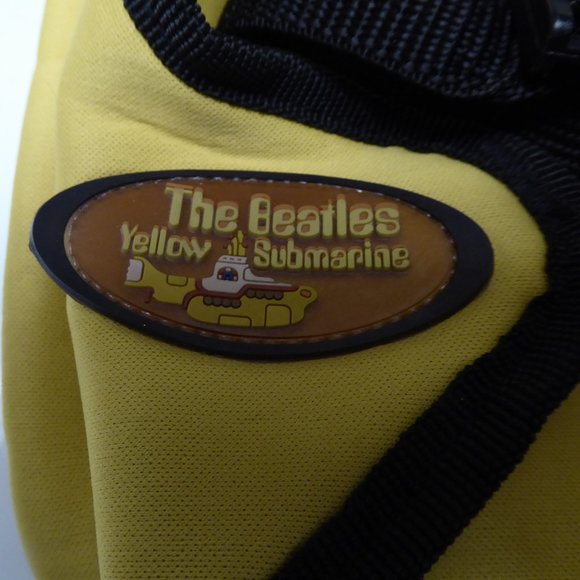 The Beatles
Yellow Submarine